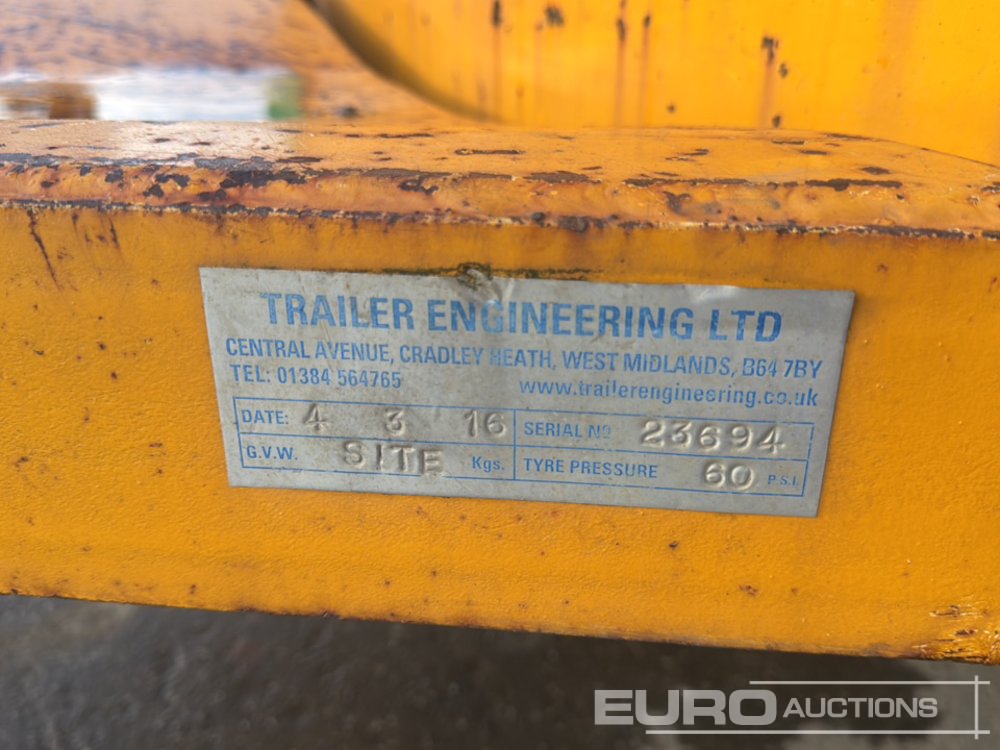 TRAILER ENGINEERING LTD
CENTRAL AVENUE, CRADLEY HEATH, WEST MIDLANDS, B64 7BY
TEL: 01384 564765 www.trailerengineering.co.uk
DATE: 4 3 16 SERIAL No 23694
G.V.W. SITE Kgs. TYRE PRESSURE 60 P.S.I.
EURO AUCTIONS